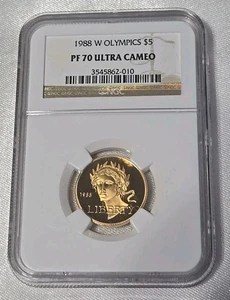 1988 W OLYMPICS $5
PF 70 ULTRA CAMEO
3545862-010
NGC
1988
LIBERTY